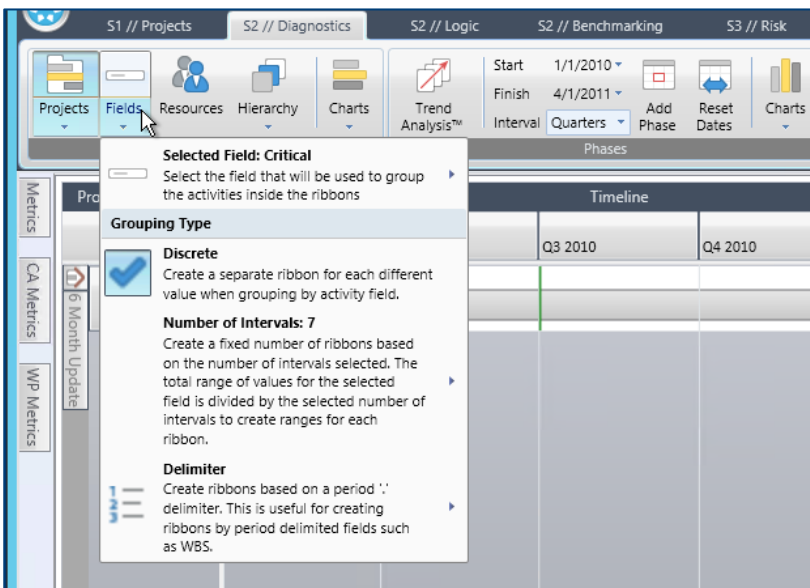 S1 // Projects
S2 // Diagnostics
S2 // Logic
S2 // Benchmarking
S3 // Risk
Projects
Fields
Resources
Hierarchy
Charts
Trend
Analysis™
Start 1/1/2010
Finish 4/1/2011
Interval Quarters
Add
Phase
Reset
Dates
Charts
Phases
Selected Field: Critical
Select the field that will be used to group
the activities inside the ribbons
Grouping Type
Discrete
Create a separate ribbon for each different
value when grouping by activity field.
Number of Intervals: 7
Create a fixed number of ribbons based
on the number of intervals selected. The
total range of values for the selected
field is divided by the selected number of
intervals to create ranges for each
ribbon.
1
2
3
Delimiter
Create ribbons based on a period '.'
delimiter. This is useful for creating
ribbons by period delimited fields such
as WBS.
Metrics
CA Metrics
WP Metrics
Pro
6 Month Update
Timeline
Q3 2010
Q4 2010